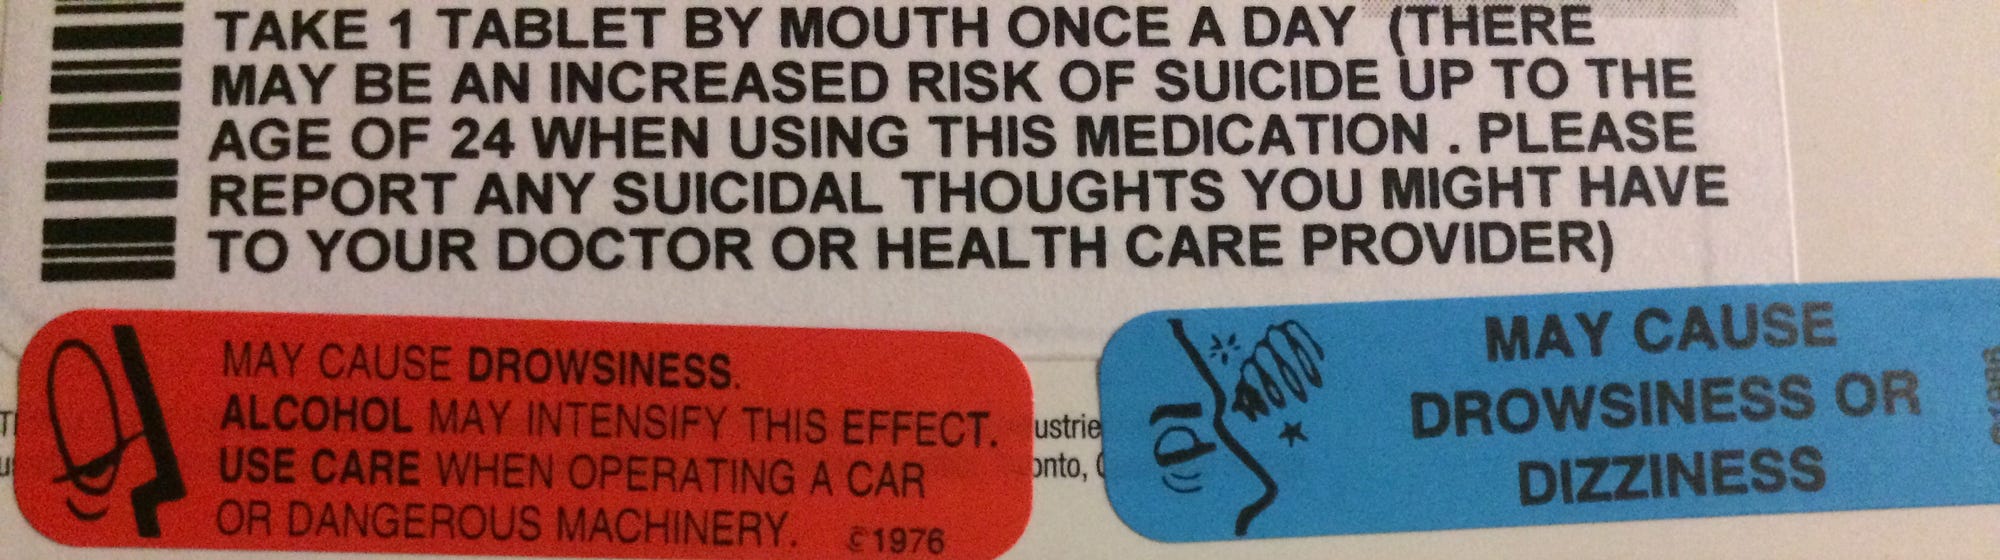 TAKE 1 TABLET BY MOUTH ONCE A DAY (THERE
MAY BE AN INCREASED RISK OF SUICIDE UP TO THE
AGE OF 24 WHEN USING THIS MEDICATION . PLEASE
REPORT ANY SUICIDAL THOUGHTS YOU MIGHT HAVE
TO YOUR DOCTOR OR HEALTH CARE PROVIDER)
MAY CAUSE DROWSINESS.
ALCOHOL MAY INTENSIFY THIS EFFECT.
USE CARE WHEN OPERATING A CAR
OR DANGEROUS MACHINERY. ©1976
ustrie
onto,
MAY CAUSE
DROWSINESS OR
DIZZINESS